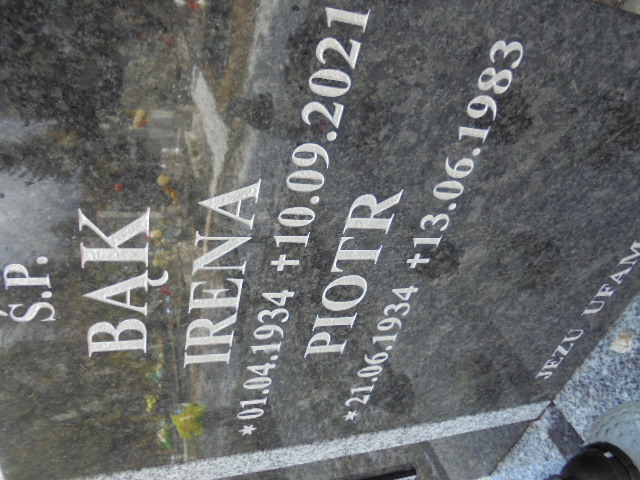 Ś.P.
BĄK
IRENA
*01.04.1934 +10.09.2021
PIOTR
*21.06.1934 +13.06.1983
JEZU UFAM